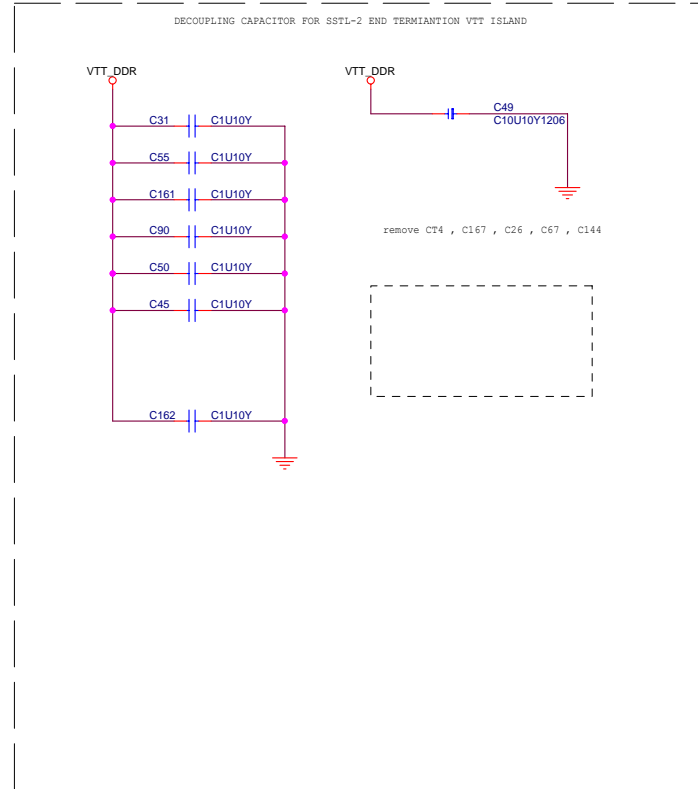 DECOUPLING CAPACITOR FOR SSTL-2 END TERMIANTION VTT ISLAND
VTT_DDR
C31 C1U10Y
C55 C1U10Y
C161 C1U10Y
C90 C1U10Y
C50 C1U10Y
C45 C1U10Y
C162 C1U10Y
VTT_DDR
C49
C10U10Y1206
remove CT4 , C167 , C26 , C67 , C144